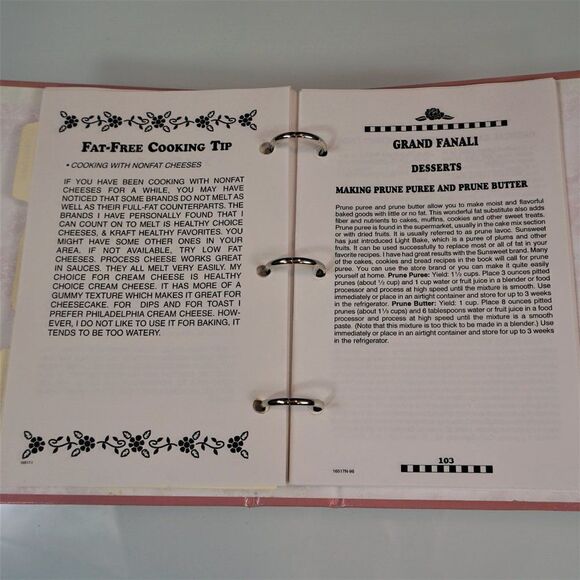 FAT-FREE COOKING TIP
• COOKING WITH NONFAT CHEESES
IF YOU HAVE BEEN COOKING WITH NONFAT
CHEESES FOR A WHILE, YOU MAY HAVE
NOTICED THAT SOME BRANDS DO NOT MELT AS
WELL AS THEIR FULL-FAT COUNTERPARTS. THE
BRANDS I HAVE PERSONALLY FOUND THAT I
CAN COUNT ON TO MELT IS HEALTHY CHOICE
CHEESES, & KRAFT HEALTHY FAVORITES. YOU
MIGHT HAVE SOME OTHER ONES IN YOUR
AREA. IF NOT AVAILABLE, TRY LOW FAT
CHEESES. PROCESS CHEESE WORKS GREAT
IN SAUCES. THEY ALL MELT VERY EASILY. MY
CHOICE FOR CREAM CHEESE IS HEALTHY
CHOICE CREAM CHEESE. IT HAS MORE OF A
GUMMY TEXTURE WHICH MAKES IT GREAT FOR
CHEESECAKE. FOR DIPS AND FOR TOAST I
PREFER PHILADELPHIA CREAM CHEESE. HOW-
EVER, I DO NOT LIKE TO USE IT FOR BAKING, IT
TENDS TO BE TOO WATERY.
GRAND FANALI
DESSERTS
MAKING PRUNE PUREE AND PRUNE BUTTER
Prune puree and prune butter allow you to make moist and flavorful
baked goods with little or no fat. This wonderful fat substitute also adds
fiber and nutrients to cakes, muffins, cookies and other sweet treats.
Prune puree is found in the supermarket, usually in the cake mix section
or with dried fruits. It is usually referred to as prune lavoc. Sunsweet
has just introduced Light Bake, which is a puree of plums and other
fruits. It can be used successfully to replace most or all of fat in your
favorite recipes. I have had great results with the Sunsweet brand. Many
of the cakes, cookies and bread recipes in the book will call for prune
puree. You can use the store brand or you can make it quite easily
yourself at home. Prune Puree: Yield: 1½ cups. Place 3 ounces pitted
prunes (about ½ cup) and 1 cup water or fruit juice in a food processor
and process at high speed until the mixture is smooth. Use
immediately or place in an airtight container and store for up to 3 weeks
in the refrigerator. Prune Butter: Yield: 1 cup. Place 8 ounces pitted
prunes (about 1⅓ cups) and 6 tablespoons water or fruit juice in a food
processor and process at high speed until the mixture is a smooth
paste. (Note that this mixture is too thick to be made in a blender.) Use
immediately or place in an airtight container and store for up to 3 weeks
in the refrigerator.
16517N-98
103